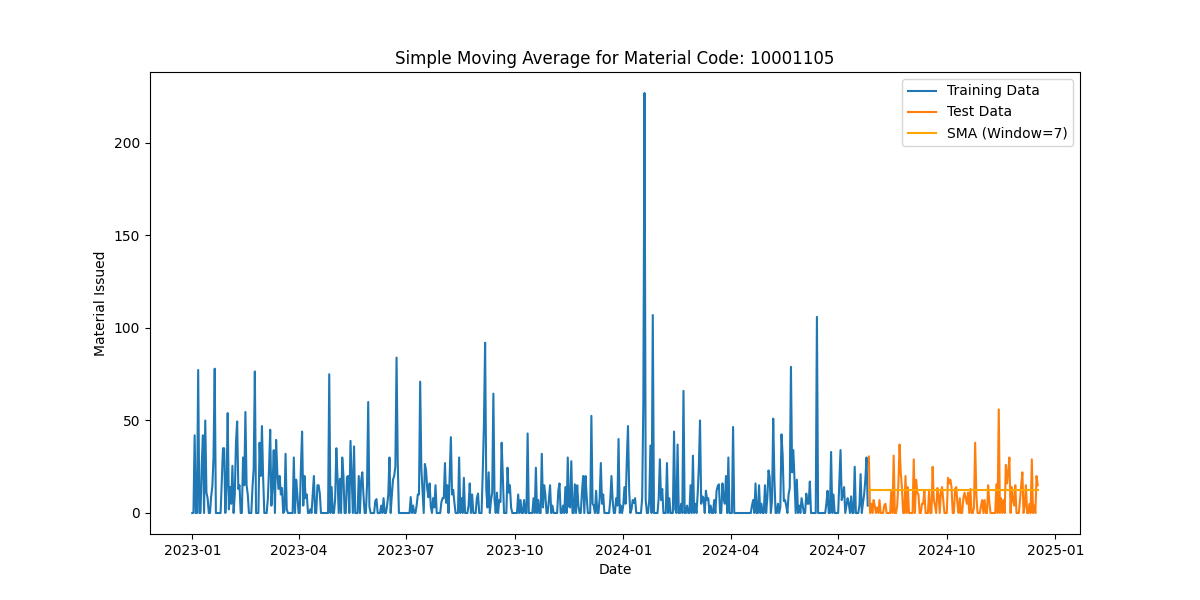 Simple Moving Average for Material Code: 10001105
Training Data
Test Data
SMA (Window=7)
Material Issued
200
150
100
50
0
2023-01 2023-04 2023-07 2023-10 2024-01 2024-04 2024-07 2024-10 2025-01
Date